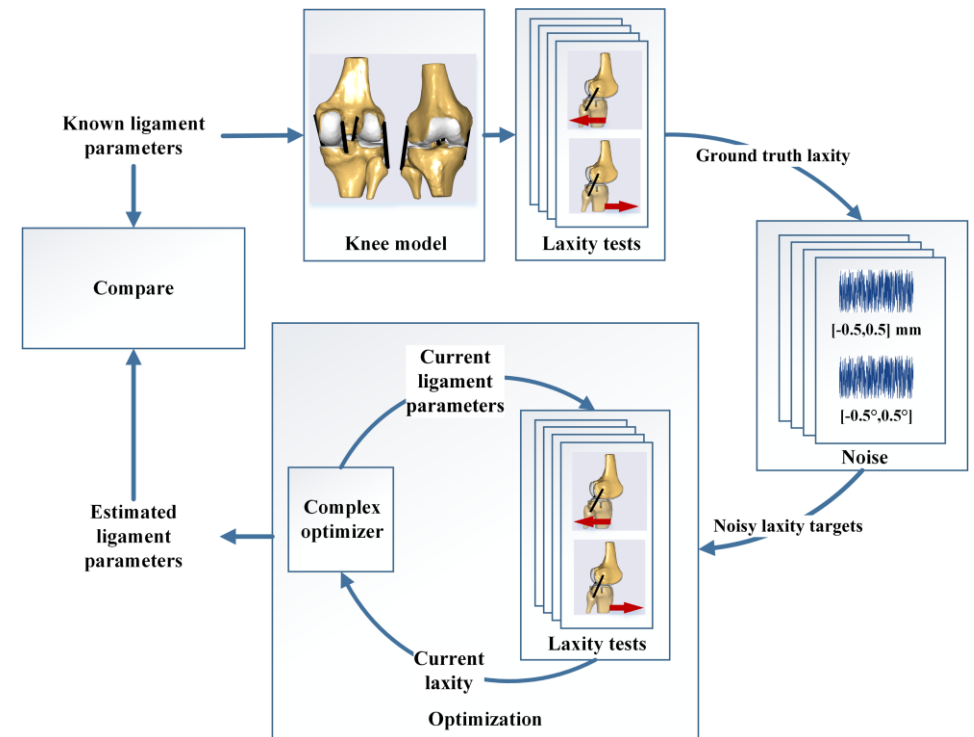 Known ligament
parameters
Knee model
Laxity tests
Ground truth laxity
[-0.5,0.5] mm
[-0.5°,0.5°]
Noise
Noisy laxity targets
Current
ligament
parameters
Complex
optimizer
Laxity tests
Current
laxity
Optimization
Estimated
ligament
parameters
Compare